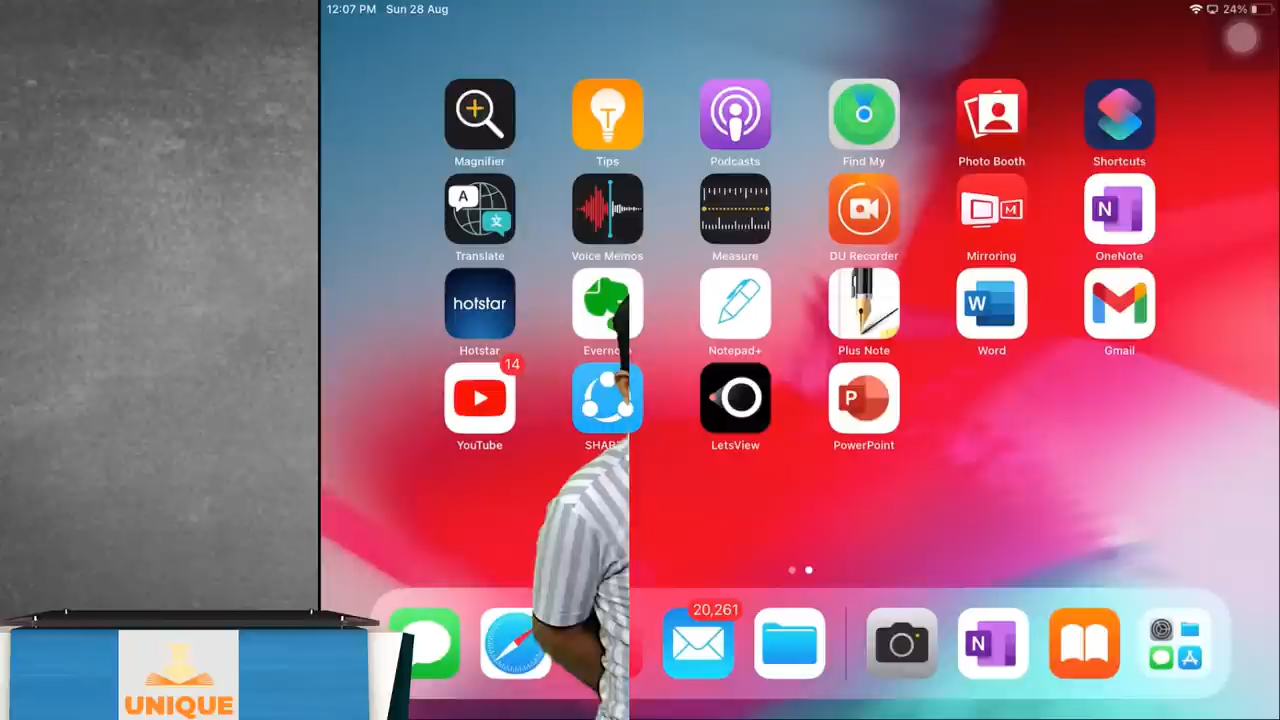 12:07 PM Sun 28 Aug
24%
Magnifier
Tips
Podcasts
Find My
Photo Booth
Shortcuts
A
文
Translate
Voice Memos
Measure
DU Recorder
M
Mirroring
N
OneNote
hotstar
Hotstar
Notepad+
Plus Note
W
Word
Gmail
14
YouTube
LetsView
P
PowerPoint
20,261
N
UNIQUE